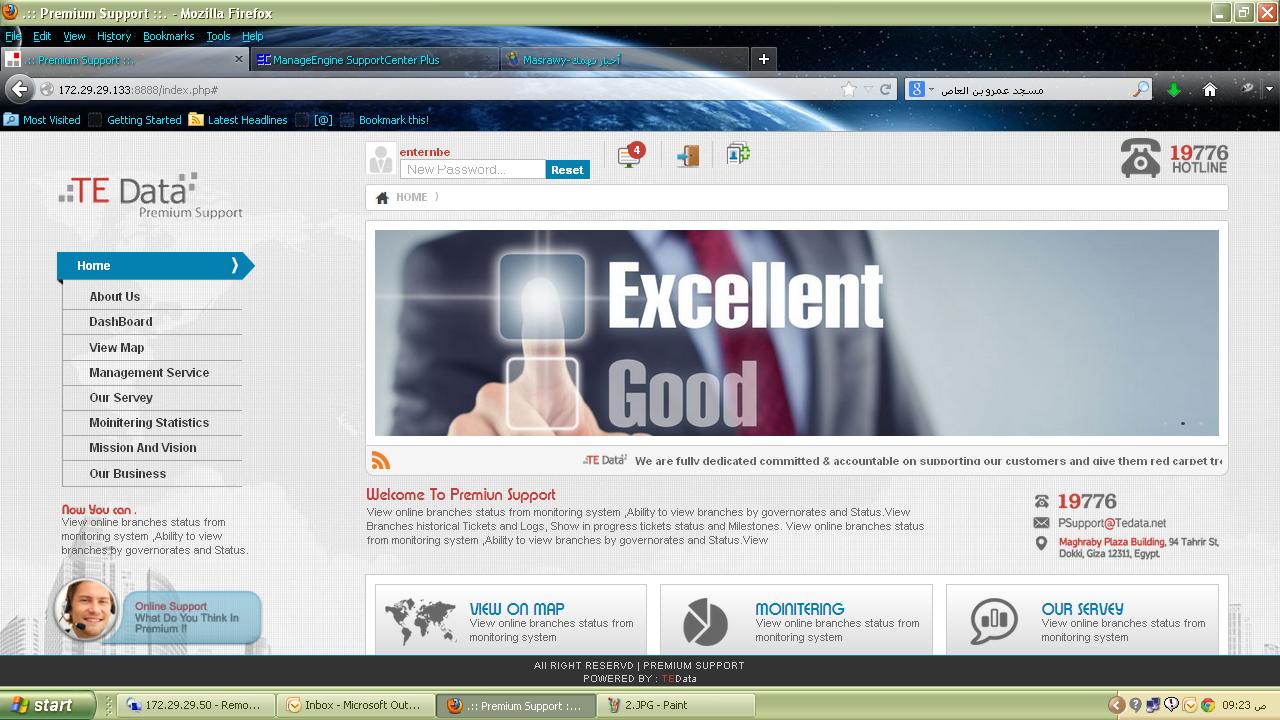 .:: Premium Support ::. - Mozilla Firefox
File Edit View History Bookmarks Tools Help
.:: Premium Support ::.
ManageEngine SupportCenter Plus
Masrawy-
172.29.29.133
/index.php#
مسجد عمرو بن العاص
Most Visited Getting Started Latest Headlines [@] Bookmark this!
enternbe
New Password... Reset
4
19776
HOTLINE
TE Data
Premium Support
HOME
Home
About Us
DashBoard
View Map
Management Service
Our Servey
Moinitering Statistics
Mission And Vision
Our Business
Excellent
Good
TE Data We are fully dedicated committed & accountable on supporting our customers and give them red carpet
Now You can .
View online branches status from
monitoring system ,Ability to view
branches by governorates and Status.
Online Support
What Do You Think In
Premium !!
Welcome To Premiun Support
View online branches status from monitoring system ,Ability to view branches by governorates and Status.View
Branches historical Tickets and Logs, Show in progress tickets status and Milestones. View online branches status
from monitoring system ,Ability to view branches by governorates and Status.View
19776
PSupport@Tedata.net
Maghraby Plaza Building, 94 Tahrir St,
Dokki, Giza 12311, Egypt.
VIEW ON MAP
View online branches status from
monitoring system
MOINITERING
View online branches status from
monitoring system
OUR SERVEY
View online branches status from
monitoring system
All RIGHT RESERVD | PREMIUM SUPPORT
POWERED BY : TEData
start
172.29.29.50 - Remo...
Inbox - Microsoft Out...
.:: Premium Support :...
2.JPG - Paint
09:23 ص